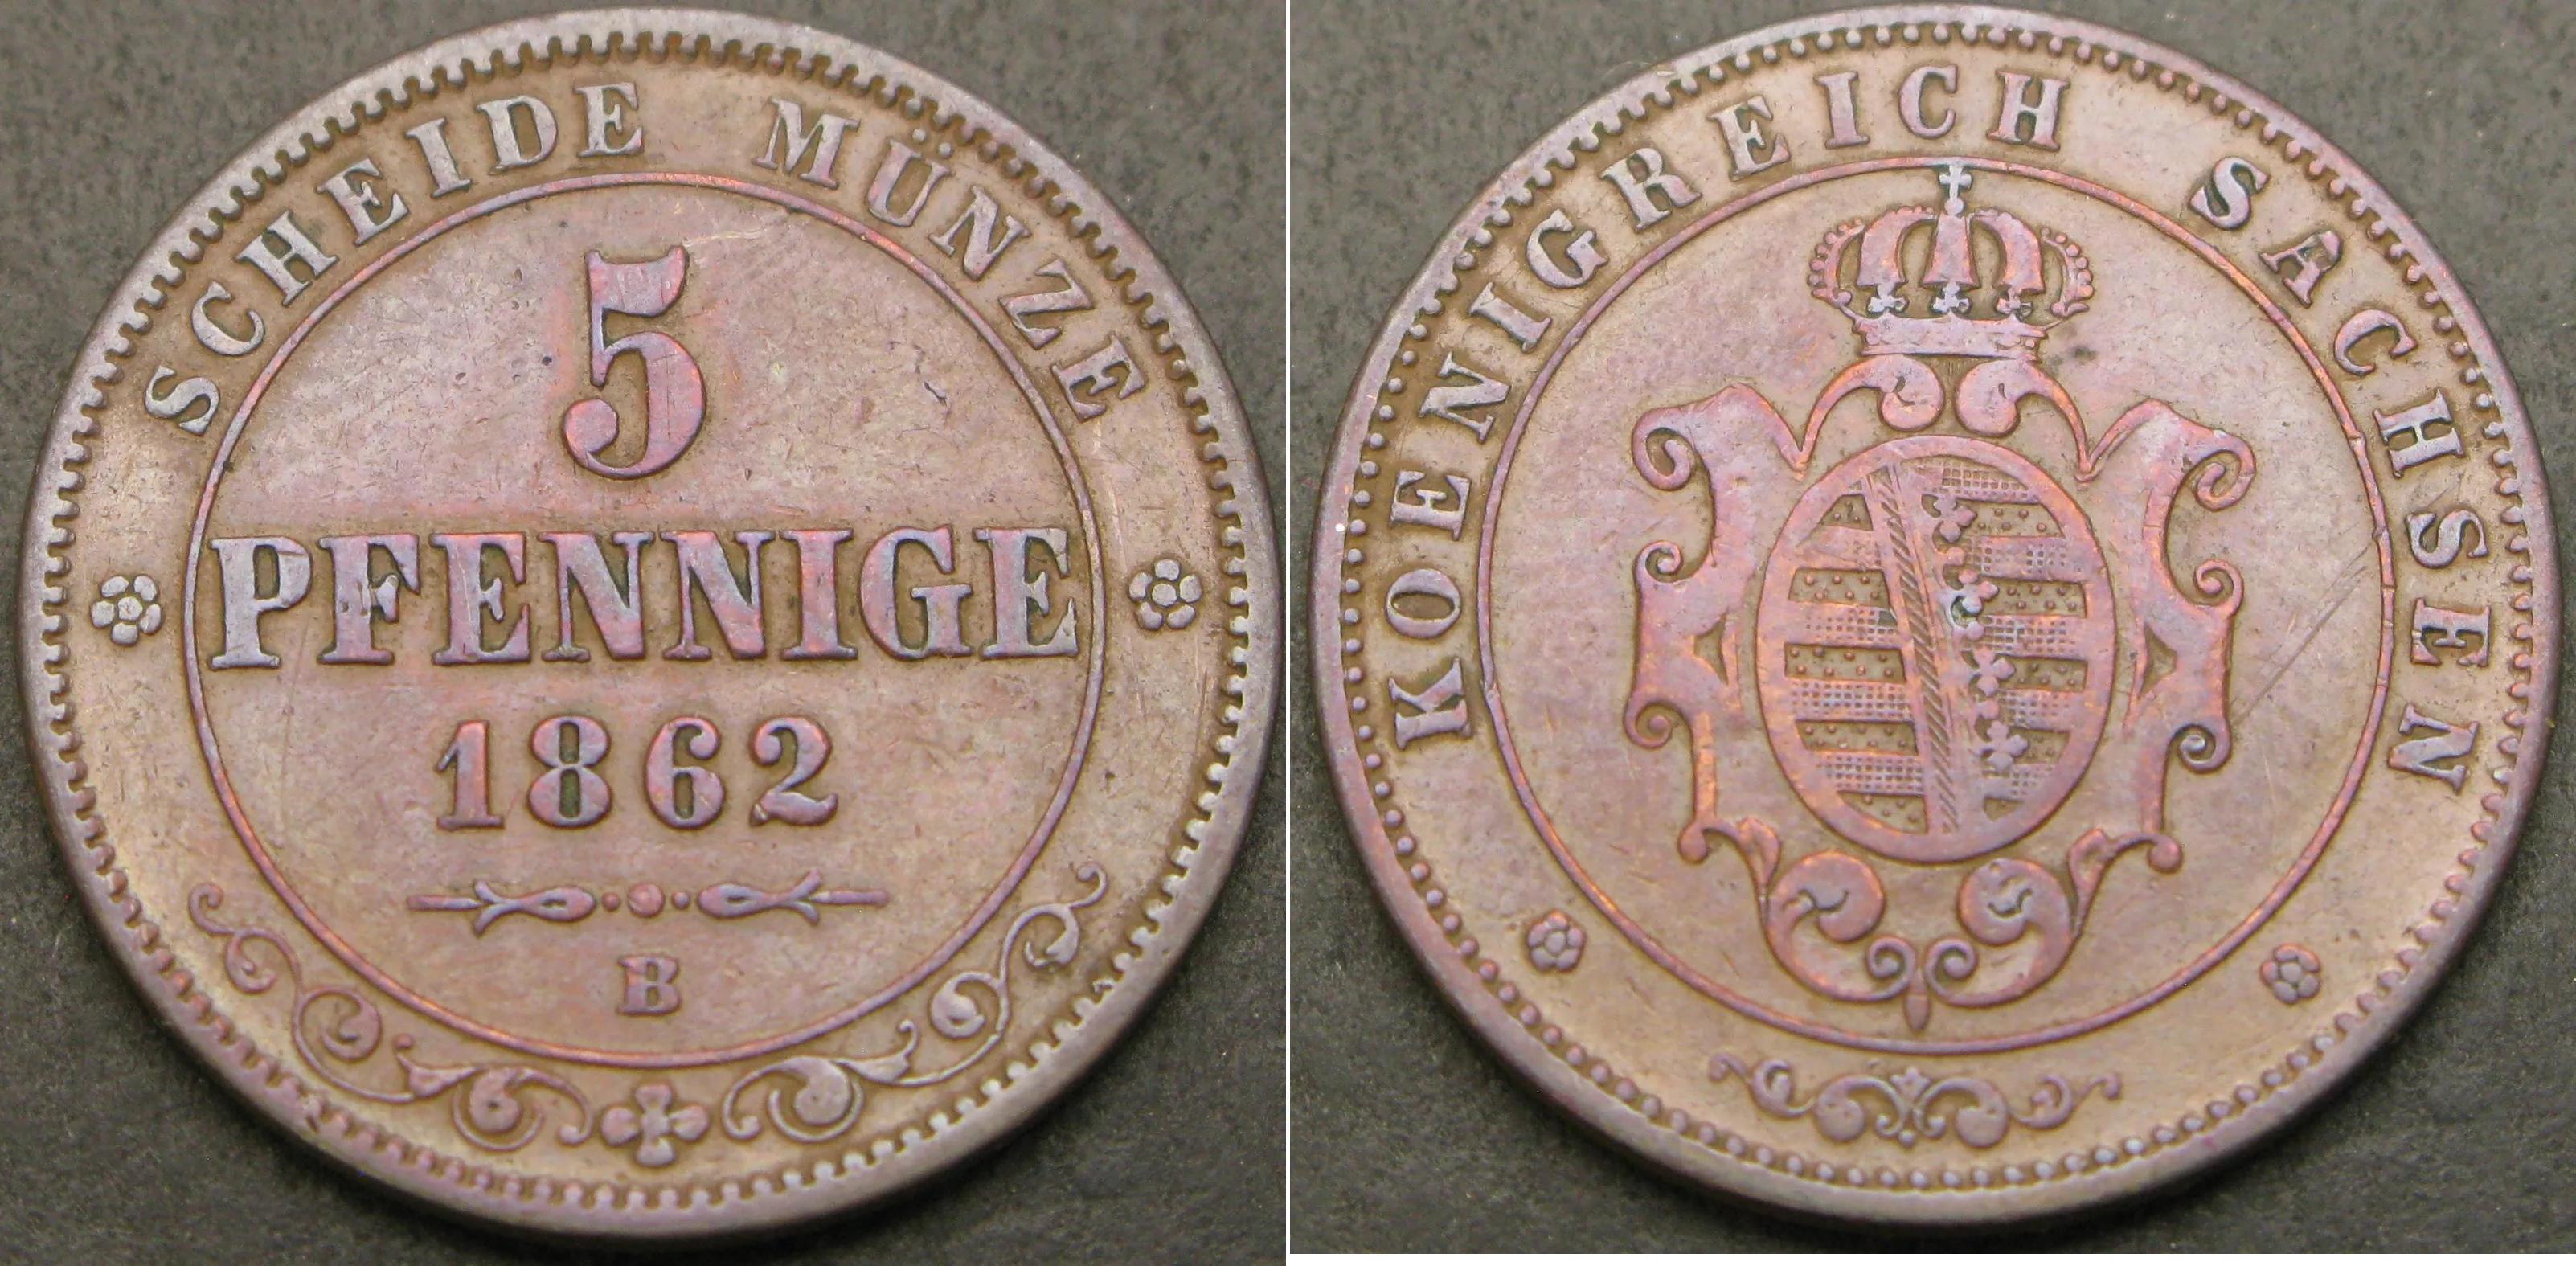 SCHEIDE MÜNZE
5
PFENNIGE
1862
B
KOENIGREICH SACHSEN